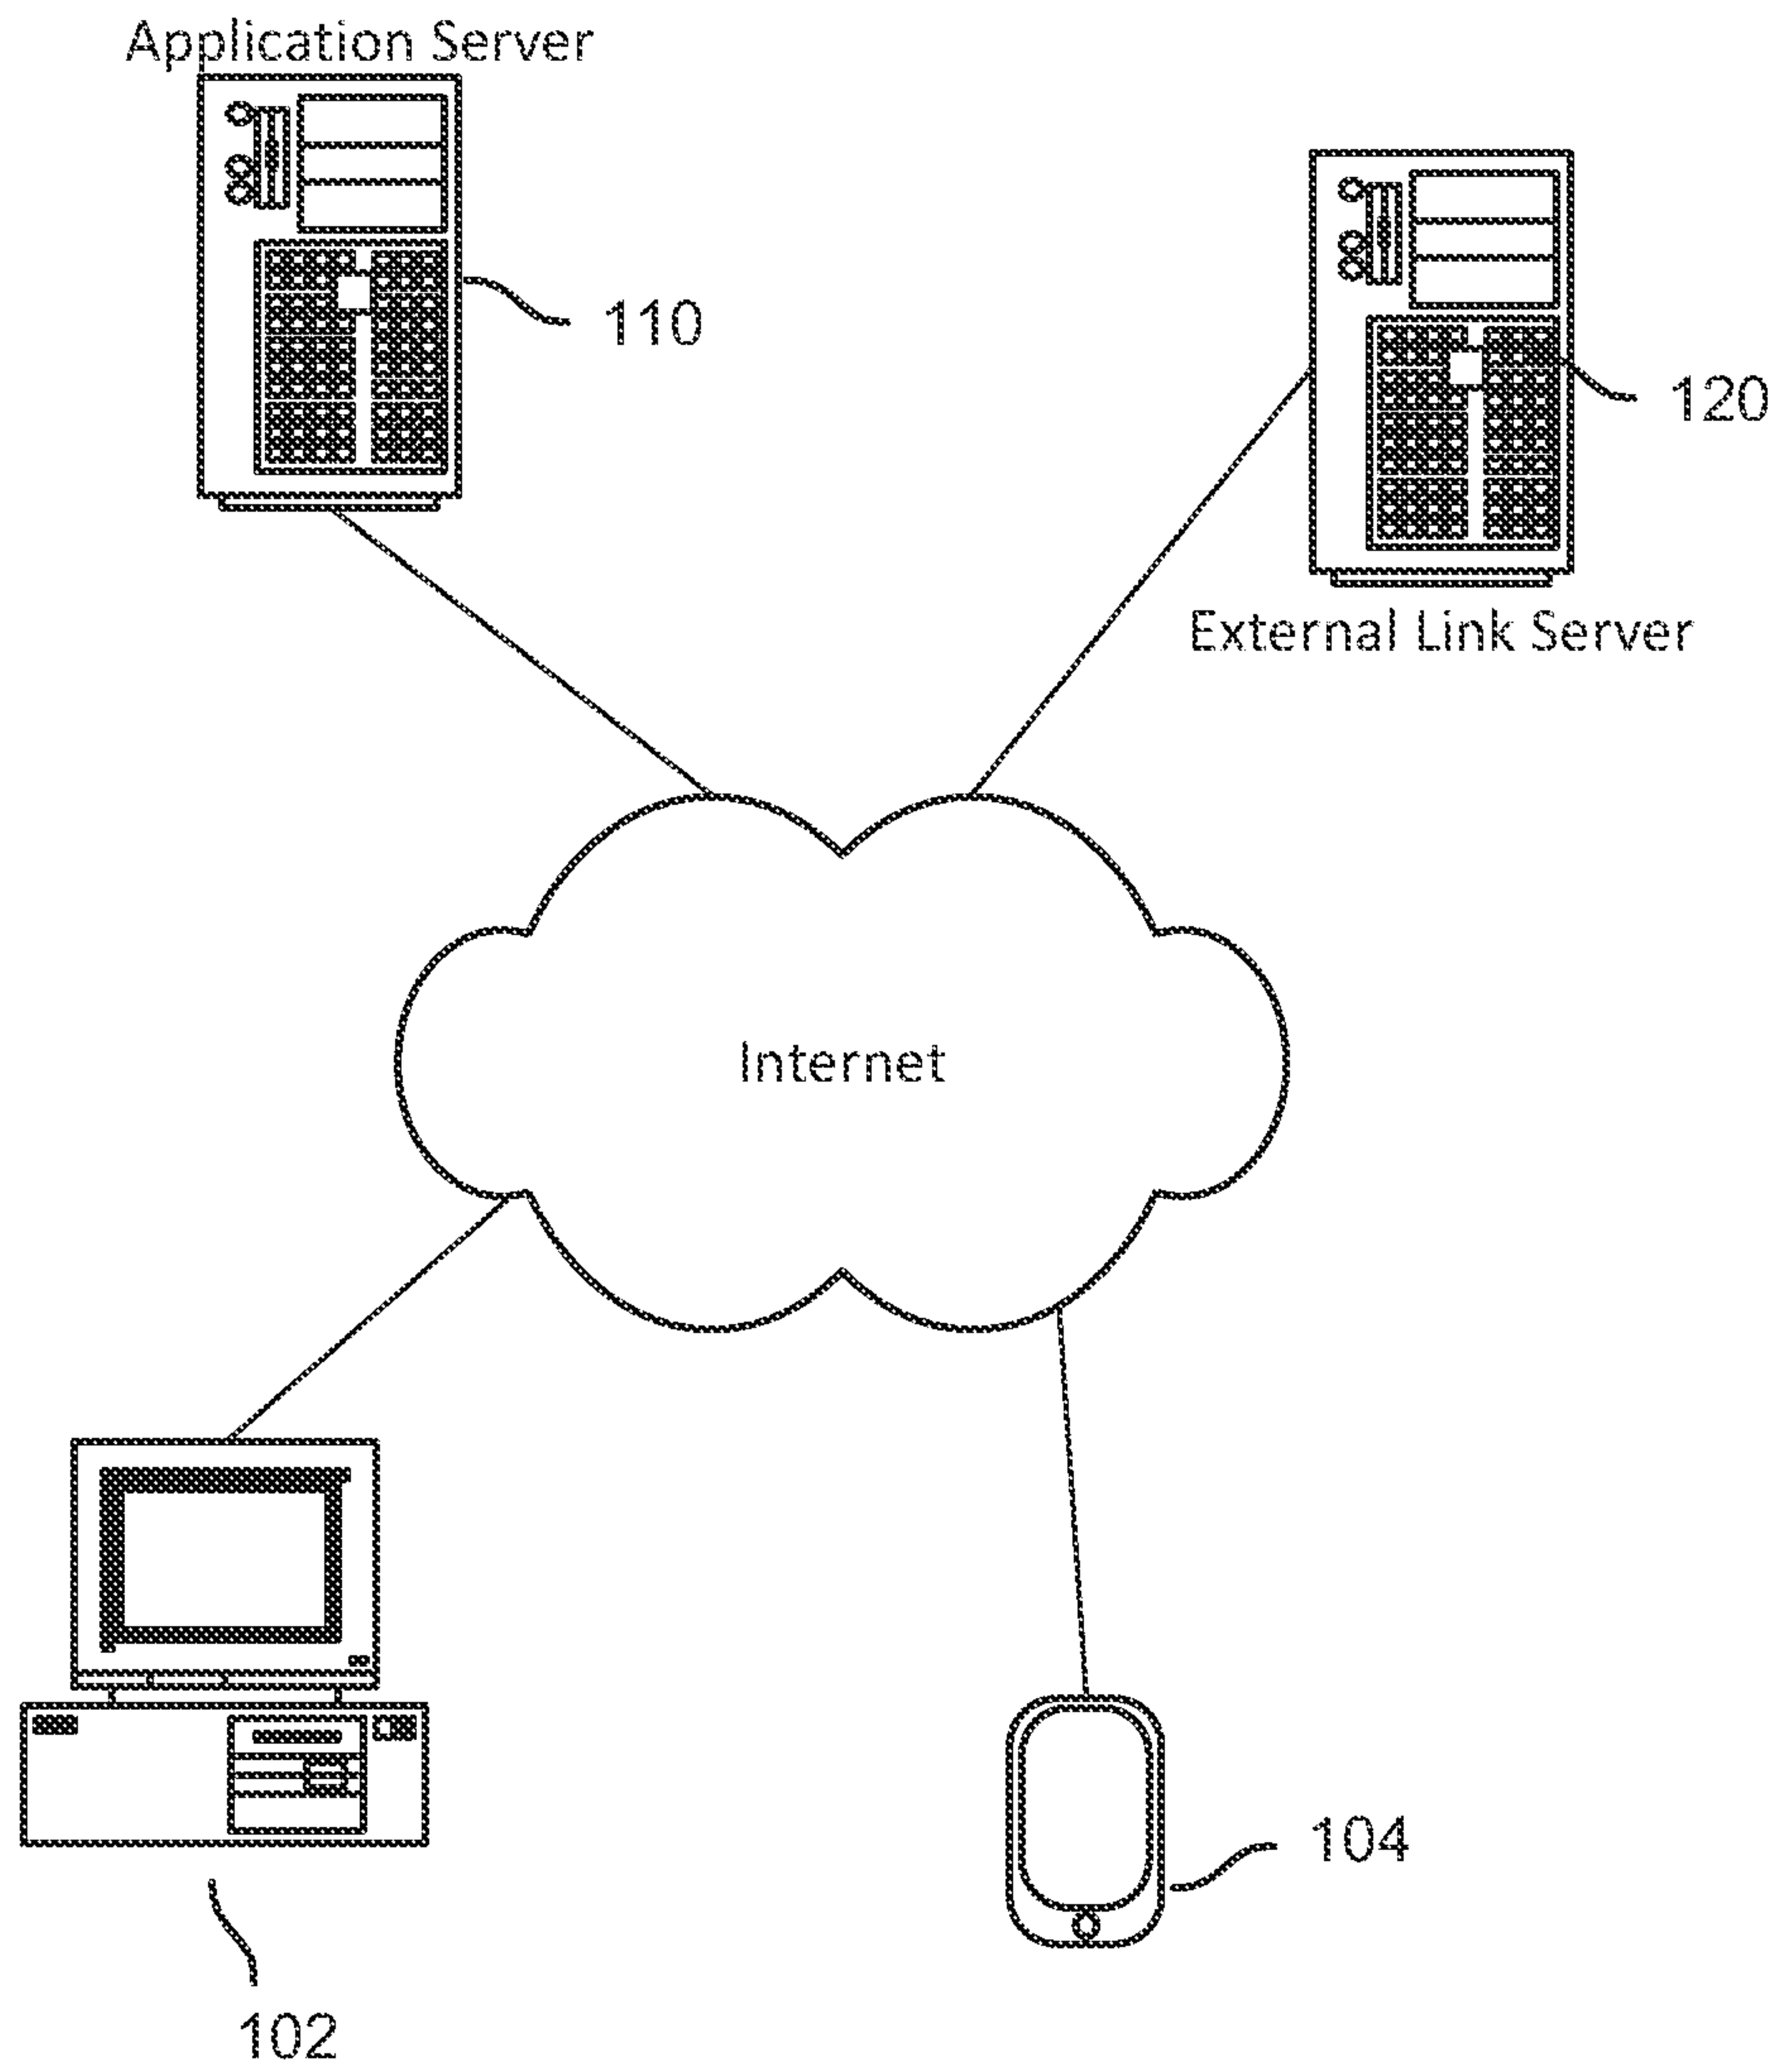 Application Server
110
120
External Link Server
Internet
104
102